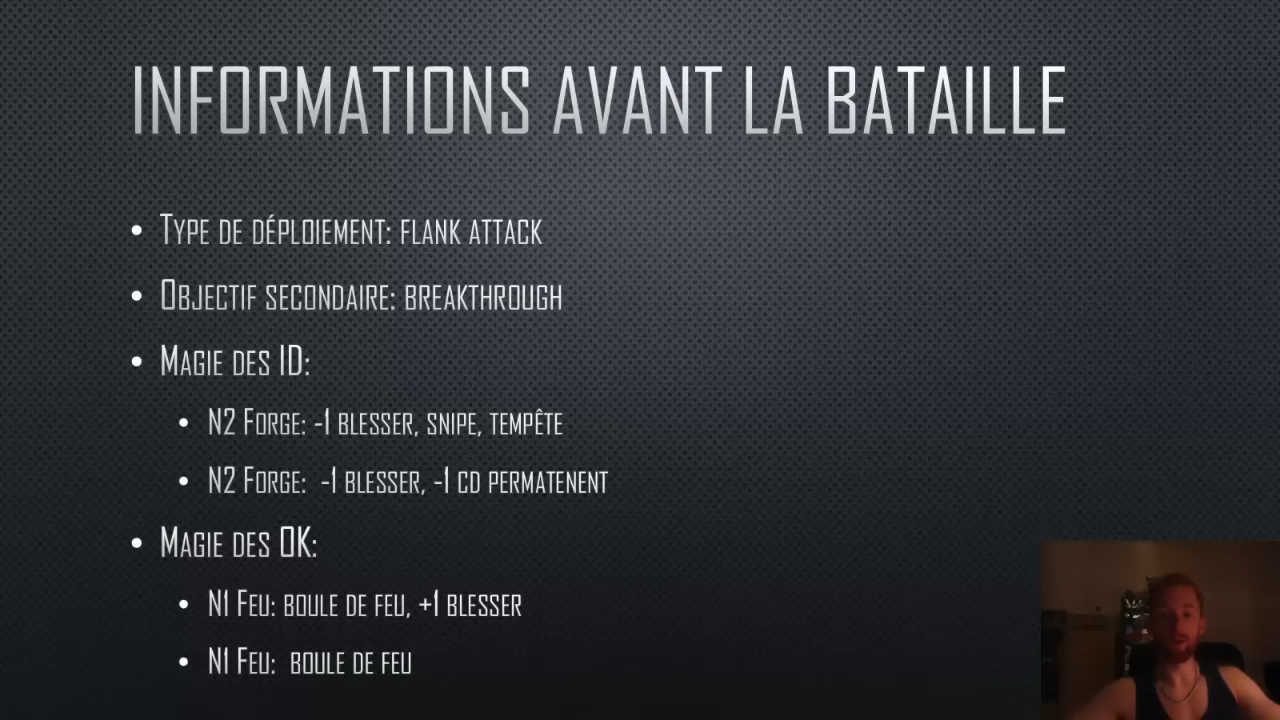 INFORMATIONS AVANT LA BATAILLE
• TYPE DE DÉPLOIEMENT: FLANK ATTACK
• OBJECTIF SECONDAIRE: BREAKTHROUGH
• MAGIE DES ID:
• N2 FORGE: -1 BLESSER, SNIPE, TEMPÊTE
• N2 FORGE:  -1 BLESSER, -1 CD PERMATENENT
• MAGIE DES OK:
• N1 FEU: BOULE DE FEU, +1 BLESSER
• N1 FEU:  BOULE DE FEU